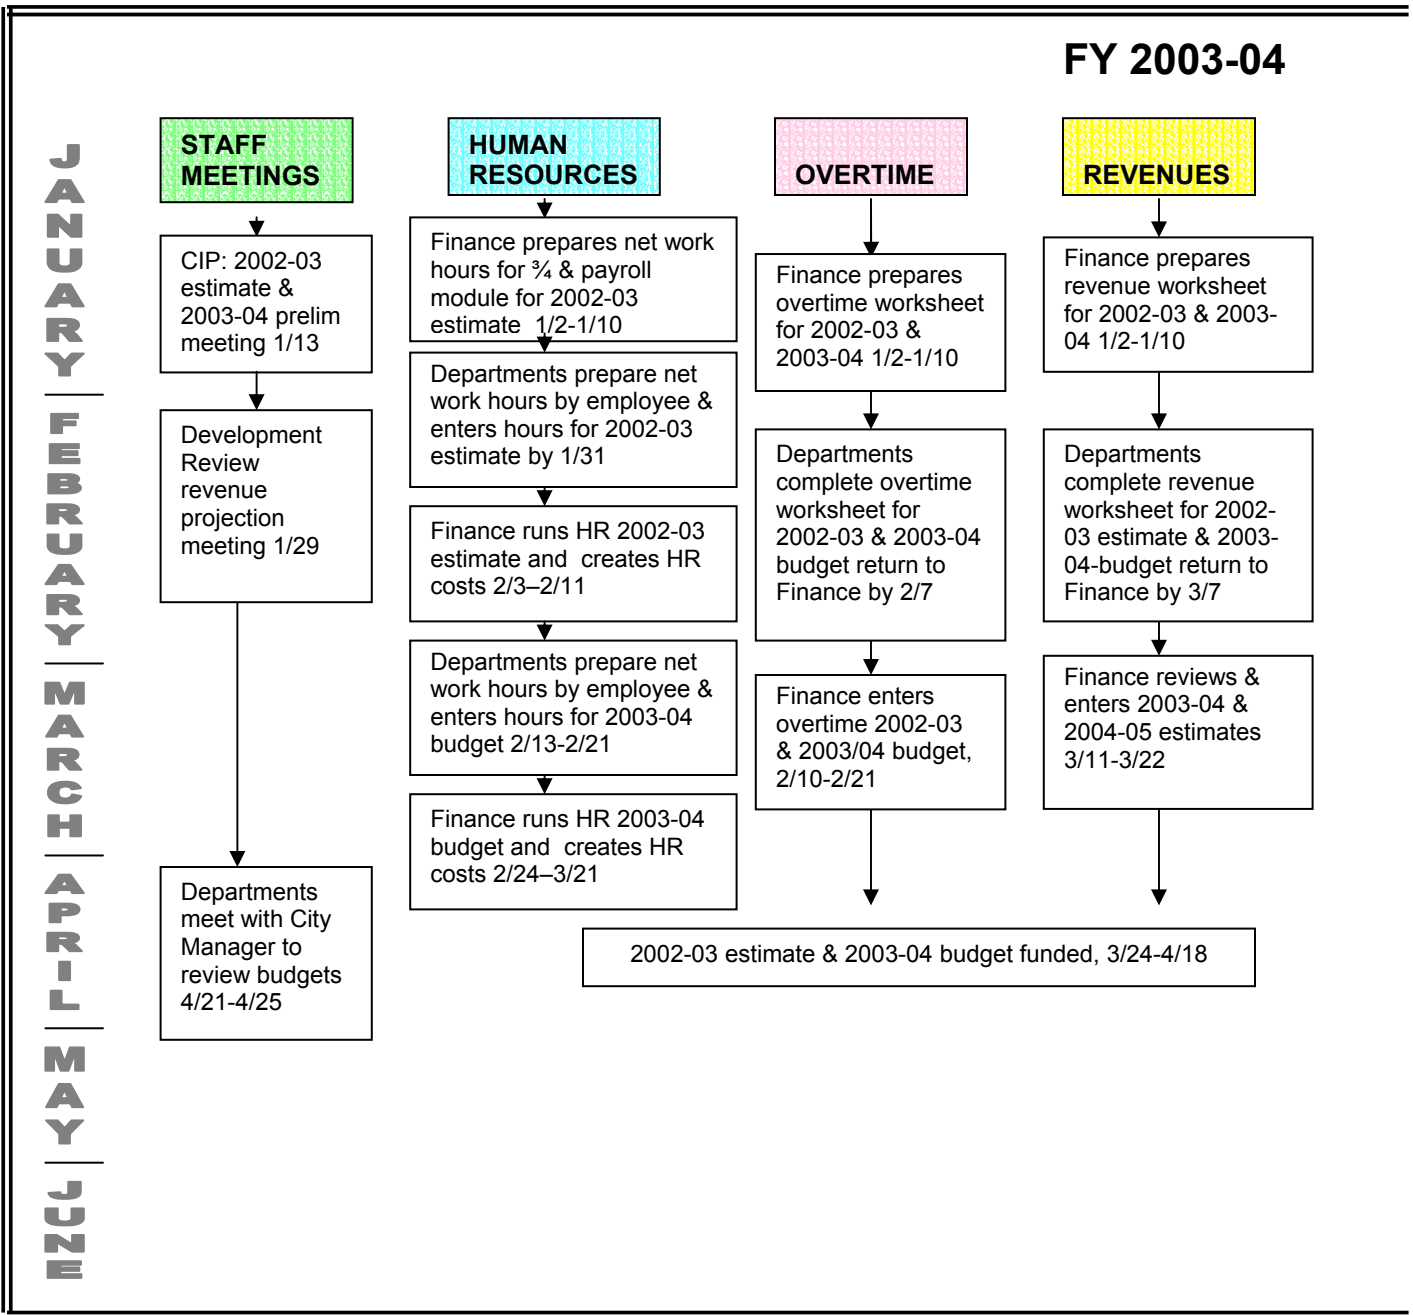 FY 2003-04
JANUARY
FEBRUARY
MARCH
APRIL
MAY
JUNE
STAFF
MEETINGS
CIP: 2002-03
estimate &
2003-04 prelim
meeting 1/13
Development
Review
revenue
projection
meeting 1/29
Departments
meet with City
Manager to
review budgets
4/21-4/25
HUMAN
RESOURCES
Finance prepares net work
hours for ¾ & payroll
module for 2002-03
estimate  1/2-1/10
Departments prepare net
work hours by employee &
enters hours for 2002-03
estimate by 1/31
Finance runs HR 2002-03
estimate and  creates HR
costs 2/3–2/11
Departments prepare net
work hours by employee &
enters hours for 2003-04
budget 2/13-2/21
Finance runs HR 2003-04
budget and  creates HR
costs 2/24–3/21
OVERTIME
Finance prepares
overtime worksheet
for 2002-03 &
2003-04 1/2-1/10
Departments
complete overtime
worksheet for
2002-03 & 2003-04
budget return to
Finance by 2/7
Finance enters
overtime 2002-03
& 2003/04 budget,
2/10-2/21
REVENUES
Finance prepares
revenue worksheet
for 2002-03 & 2003-
04 1/2-1/10
Departments
complete revenue
worksheet for 2002-
03 estimate & 2003-
04-budget return to
Finance by 3/7
Finance reviews &
enters 2003-04 &
2004-05 estimates
3/11-3/22
2002-03 estimate & 2003-04 budget funded, 3/24-4/18